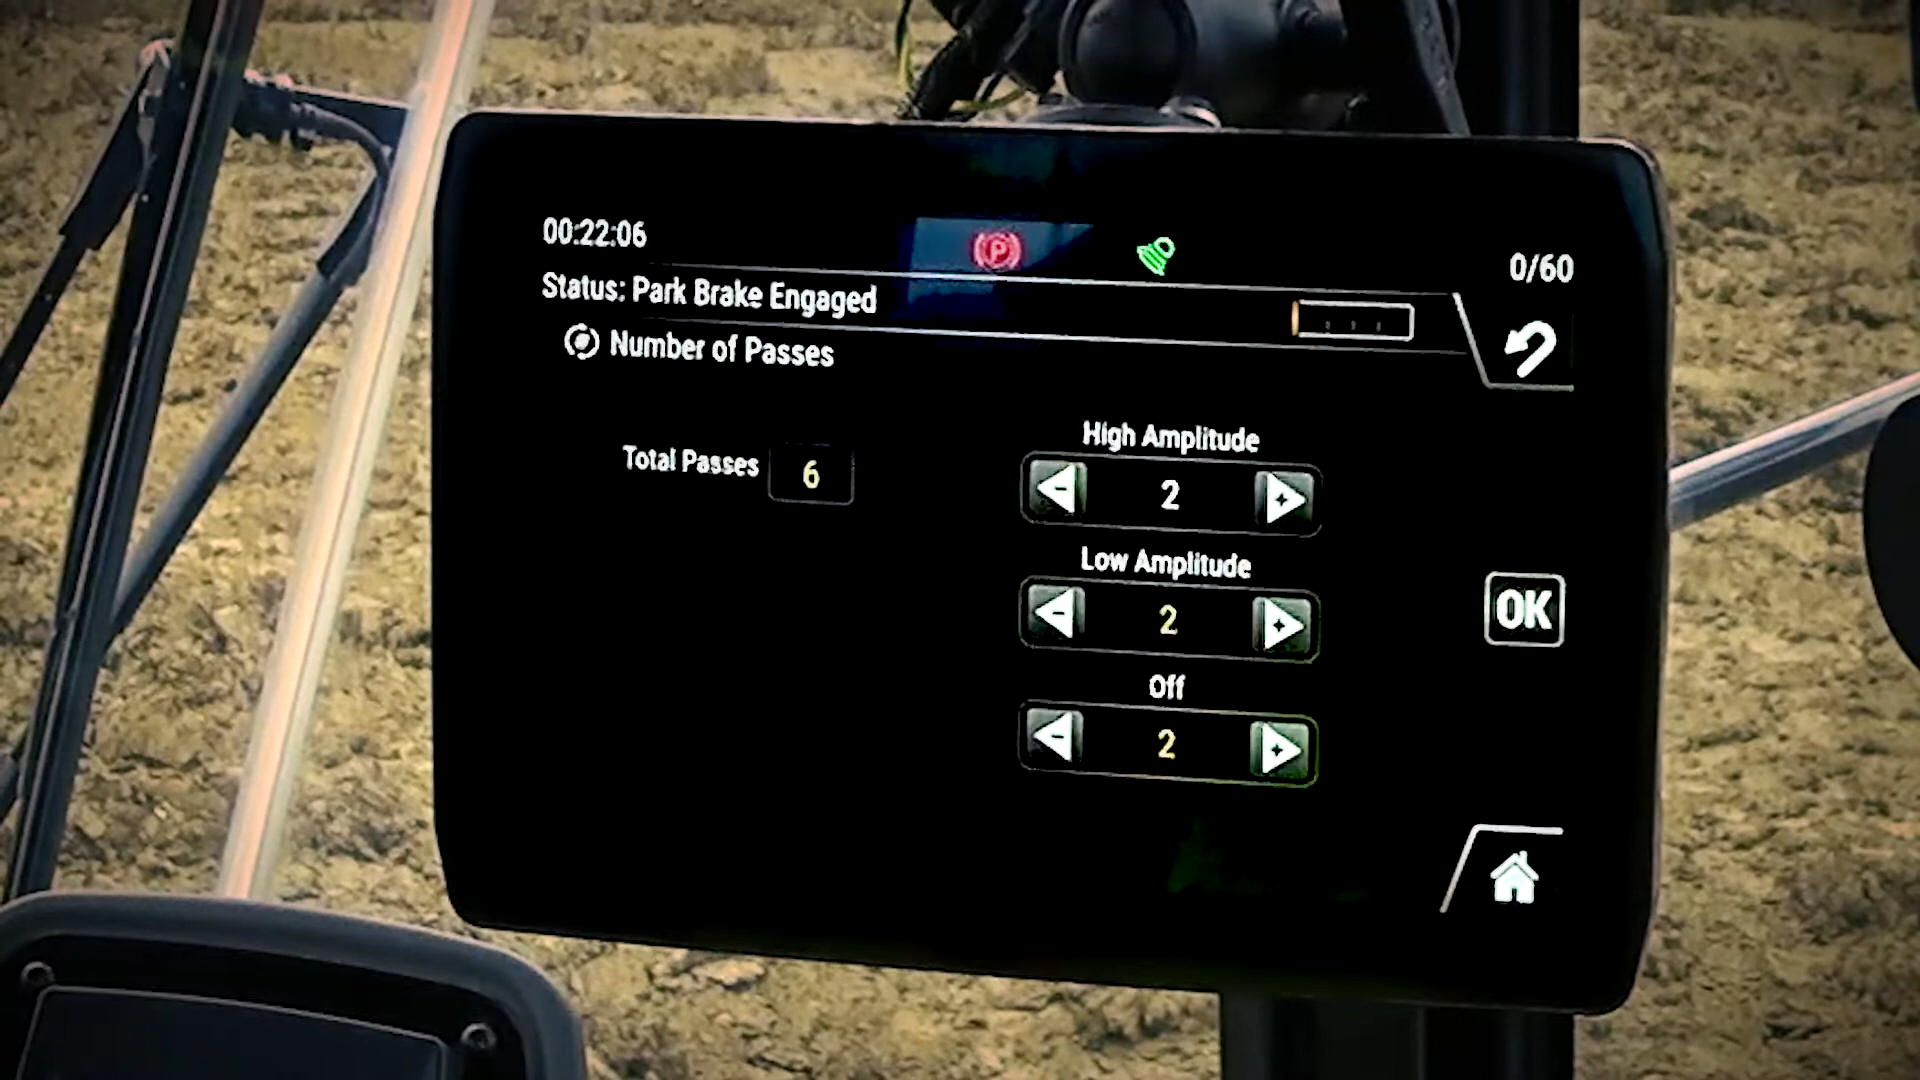 00:22:06
0/60
Status: Park Brake Engaged
Number of Passes
High Amplitude
Total Passes 6
2
Low Amplitude
2
OK
Off
2